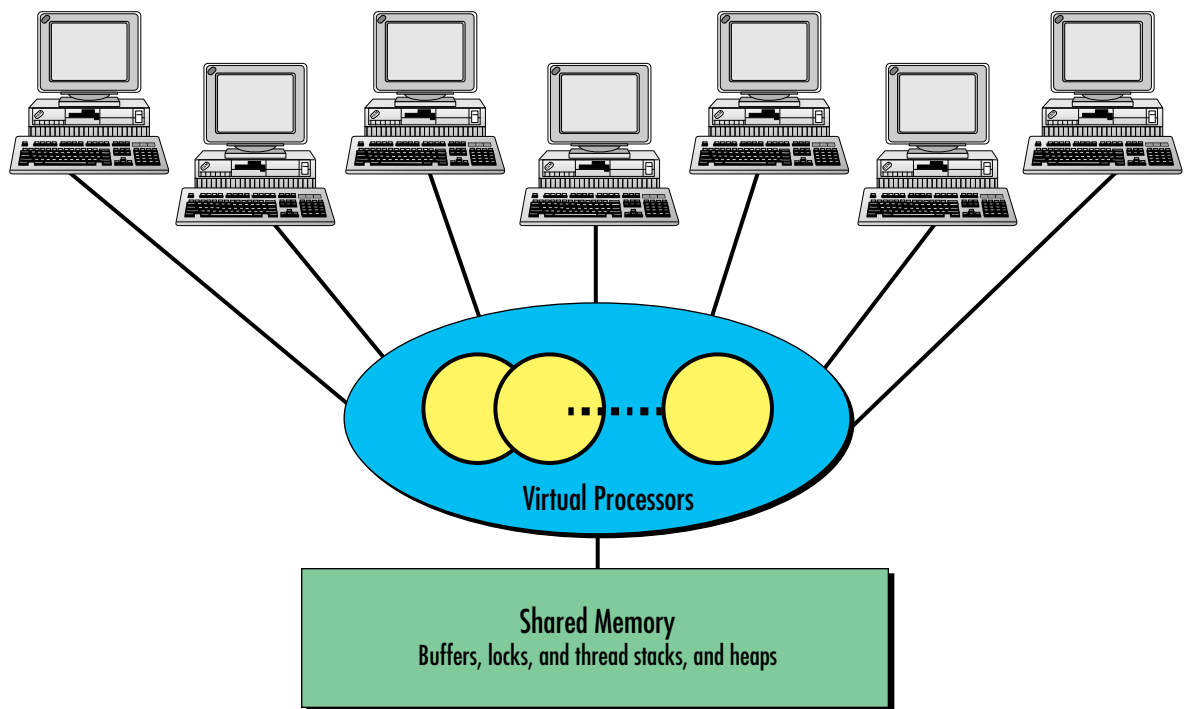 Virtual Processors
Shared Memory
Buffers, locks, and thread stacks, and heaps